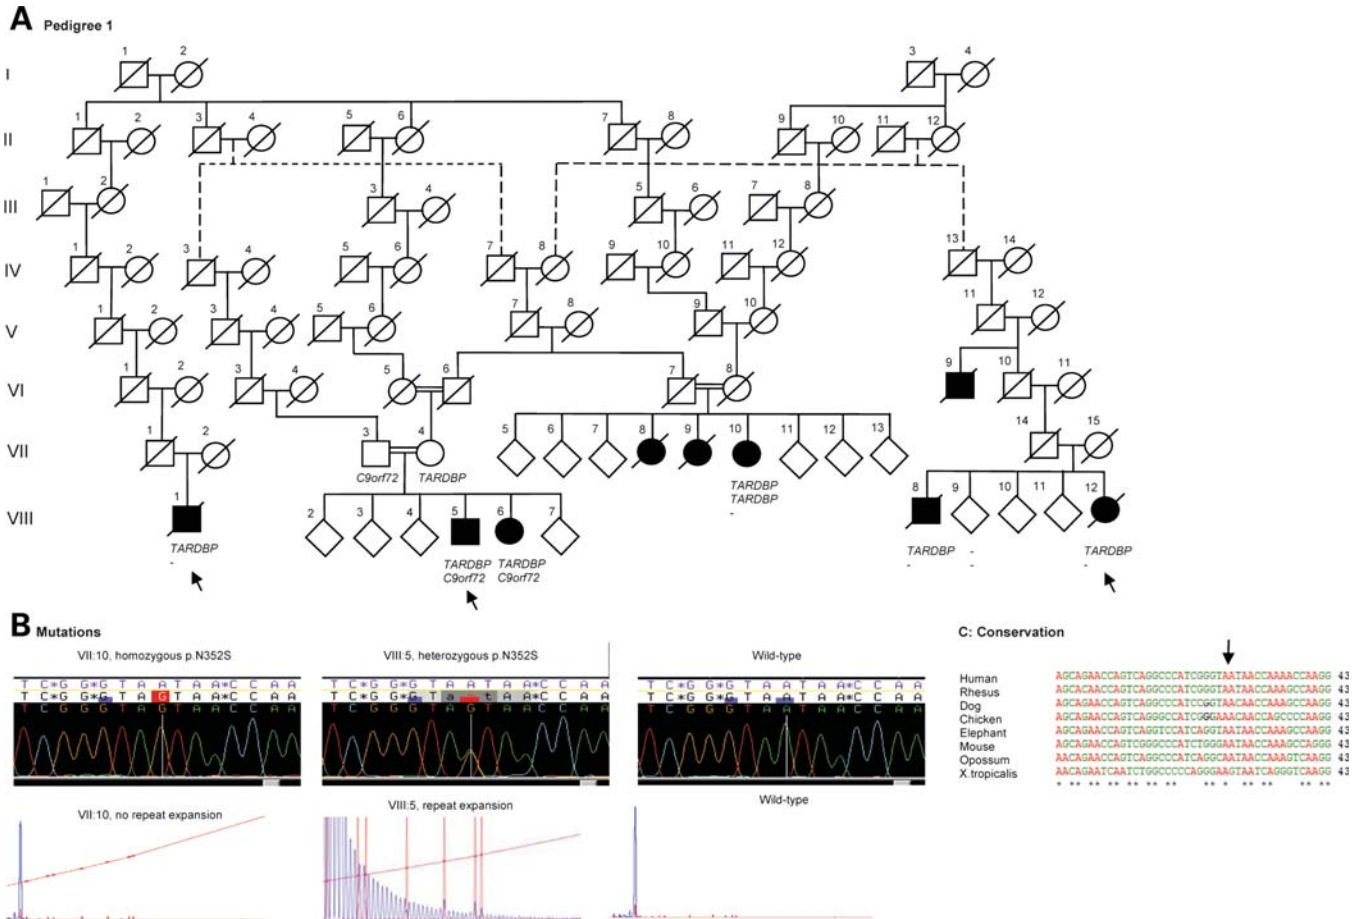 A Pedigree 1
1 2 3 4
I
1 2 3 4 5 6 7 8 9 10 11 12
II
1 2 3 4 5 6 7 8
III
1 2 3 4 5 6 7 8 9 10 11 12 13 14
IV
1 2 3 4 5 6 7 8 9 10 11 12
V
1 2 3 4 5 6 7 8 9 10 11
VI
1 2 3 4 5 6 7 8 9 10 11 12 13 14 15
VII
C9orf72 TARDBP
TARDBP
TARDBP
-
1 2 3 4 5 6 7 8 9 10 11 12
VIII
TARDBP
-
TARDBP TARDBP
C9orf72 C9orf72
TARDBP - TARDBP
- -
B Mutations
VII:10, homozygous p.N352S
T C * G G * G T A A T A A * C C A A
T C * G G * G T A G T A A * C C A A
T C G G G T A G T A A C C A A
VIII:5, heterozygous p.N352S
T C * G G * G T A A T A A * C C A A
T C * G G * G T a t A A * C C A A
Wild-type
T C * G G * G T A A T A A * C C A A
T C * G G * G T A A T A A * C C A A
T C G G G T A A T A A C C A A
VII:10, no repeat expansion
VIII:5, repeat expansion
Wild-type
C: Conservation
Human AGCAGAACCAGTCAGGCCCATCGGGTAATAACCAAAACCAAGG 43
Rhesus
Dog
Chicken
Elephant
Mouse
Opossum
X.tropicalis